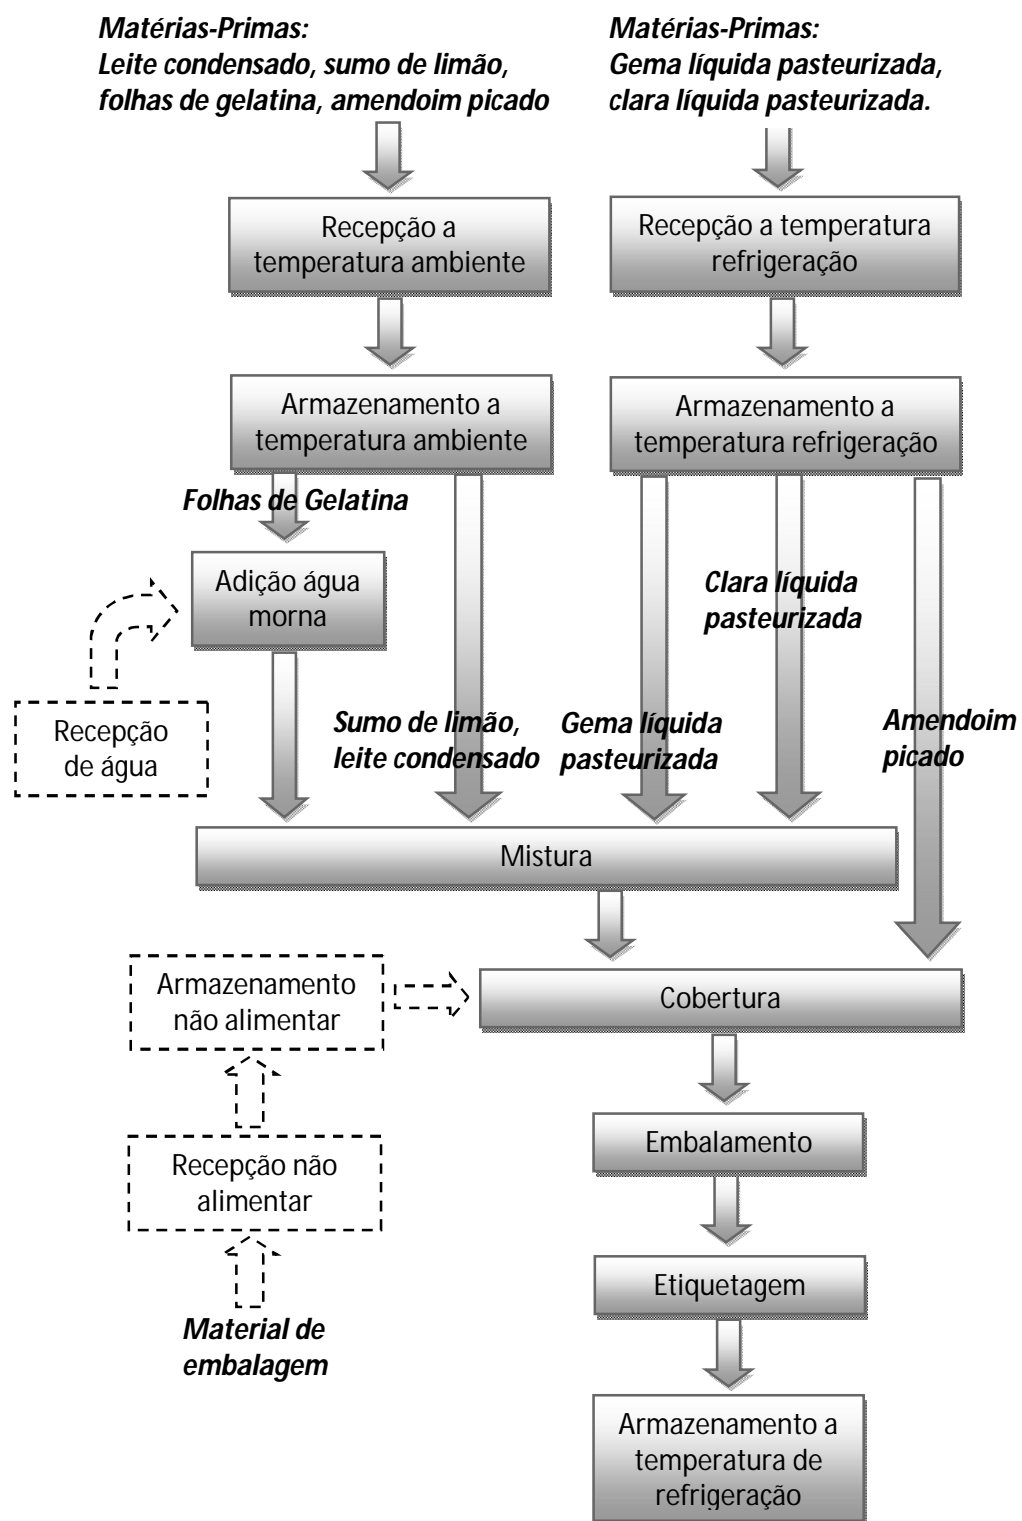 Matérias-Primas:
Leite condensado, sumo de limão,
folhas de gelatina, amendoim picado
Matérias-Primas:
Gema líquida pasteurizada,
clara líquida pasteurizada.
Recepção a
temperatura ambiente
Recepção a temperatura
refrigeração
Armazenamento a
temperatura ambiente
Armazenamento a
temperatura refrigeração
Folhas de Gelatina
Adição água
morna
Clara líquida
pasteurizada
Recepção
de água
Sumo de limão,
leite condensado
Gema líquida
pasteurizada
Amendoim
picado
Mistura
Armazenamento
não alimentar
Cobertura
Embalamento
Recepção não
alimentar
Etiquetagem
Material de
embalagem
Armazenamento a
temperatura de
refrigeração